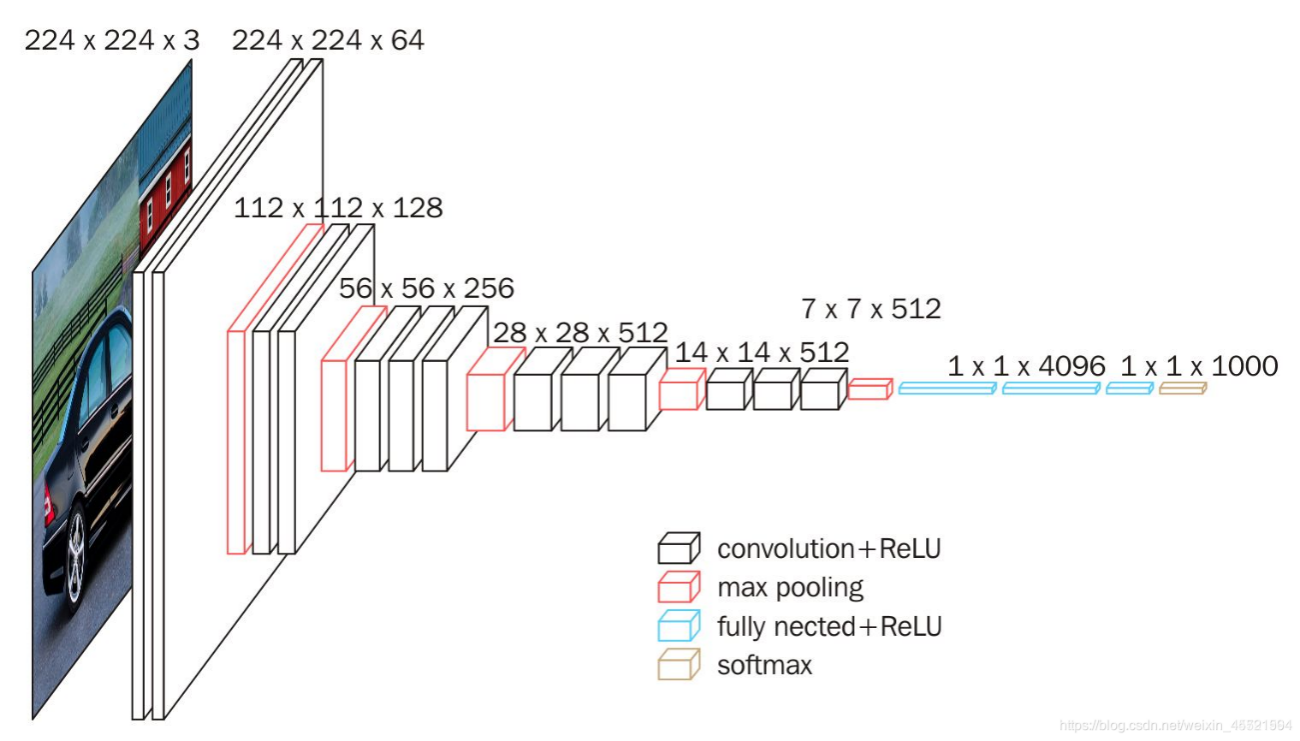 224 x 224 x 3
224 x 224 x 64
112 x 112 x 128
56 x 56 x 256
28 x 28 x 512
14 x 14 x 512
7 x 7 x 512
1 x 1 x 4096
1 x 1 x 1000
convolution+ReLU
max pooling
fully nected+ReLU
softmax